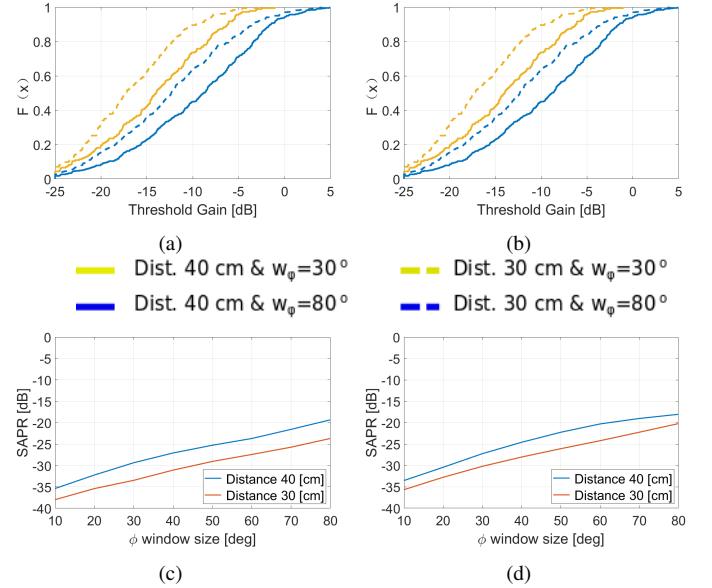 1
0.8
0.6
0.4
0.2
0
F（x）
-25 -20 -15 -10 -5 0 5
Threshold Gain [dB]
(a)
1
0.8
0.6
0.4
0.2
0
F（x）
-25 -20 -15 -10 -5 0 5
Threshold Gain [dB]
(b)
Dist. 40 cm & wφ=30°
Dist. 30 cm & wφ=30°
Dist. 40 cm & wφ=80°
Dist. 30 cm & wφ=80°
0
-5
-10
-15
-20
-25
-30
-35
-40
SAPR [dB]
Distance 40 [cm]
Distance 30 [cm]
10 20 30 40 50 60 70 80
ϕ window size [deg]
(c)
0
-5
-10
-15
-20
-25
-30
-35
-40
SAPR [dB]
Distance 40 [cm]
Distance 30 [cm]
10 20 30 40 50 60 70 80
ϕ window size [deg]
(d)